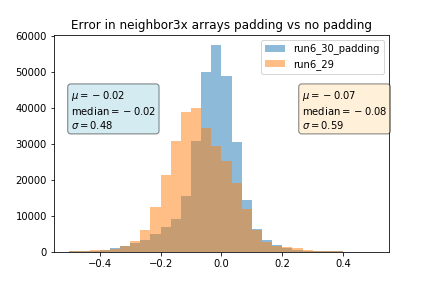 Error in neighbor3x arrays padding vs no padding
60000
50000
40000
30000
20000
10000
0
run6_30_padding
run6_29
μ = −0.02
median = −0.02
σ = 0.48
μ = −0.07
median = −0.08
σ = 0.59
−0.4
−0.2
0.0
0.2
0.4